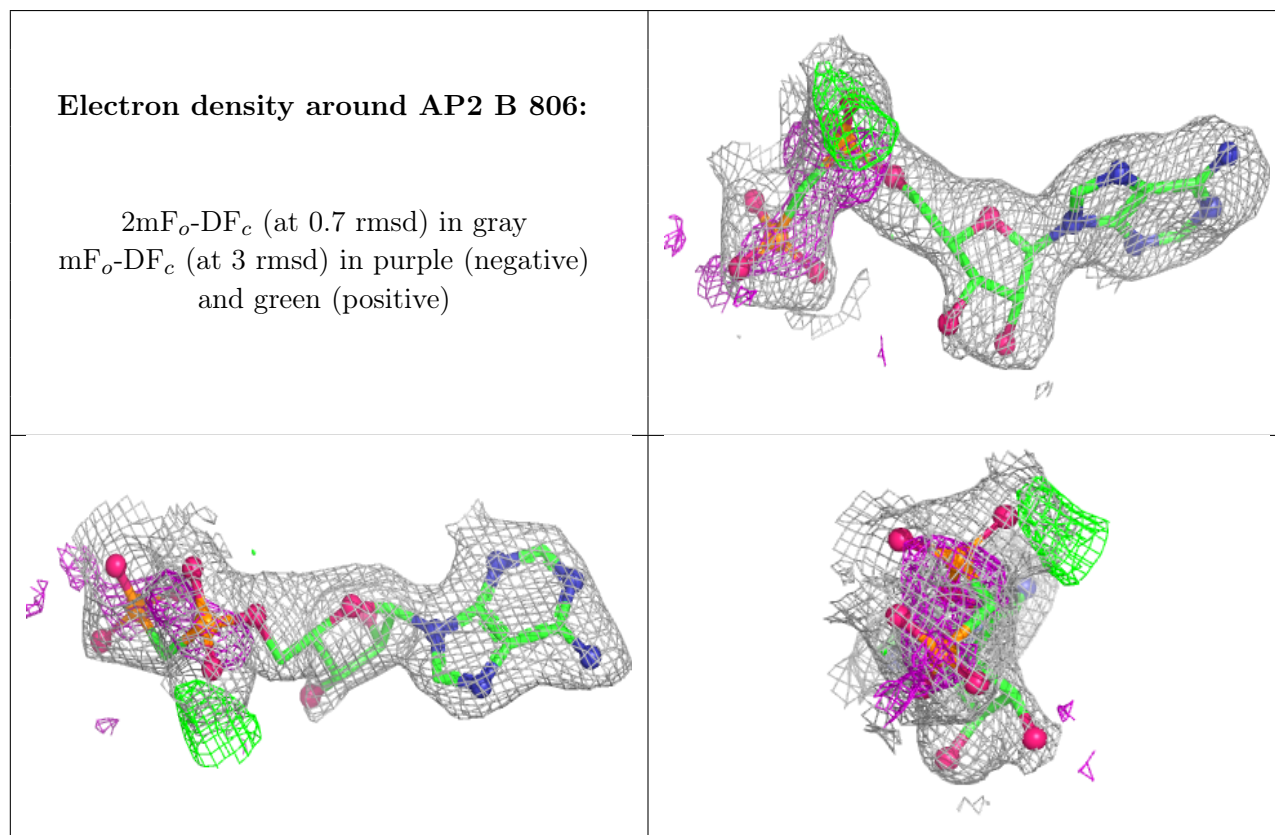 Electron density around AP2 B 806:
2mFo-DFc (at 0.7 rmsd) in gray
mFo-DFc (at 3 rmsd) in purple (negative)
and green (positive)